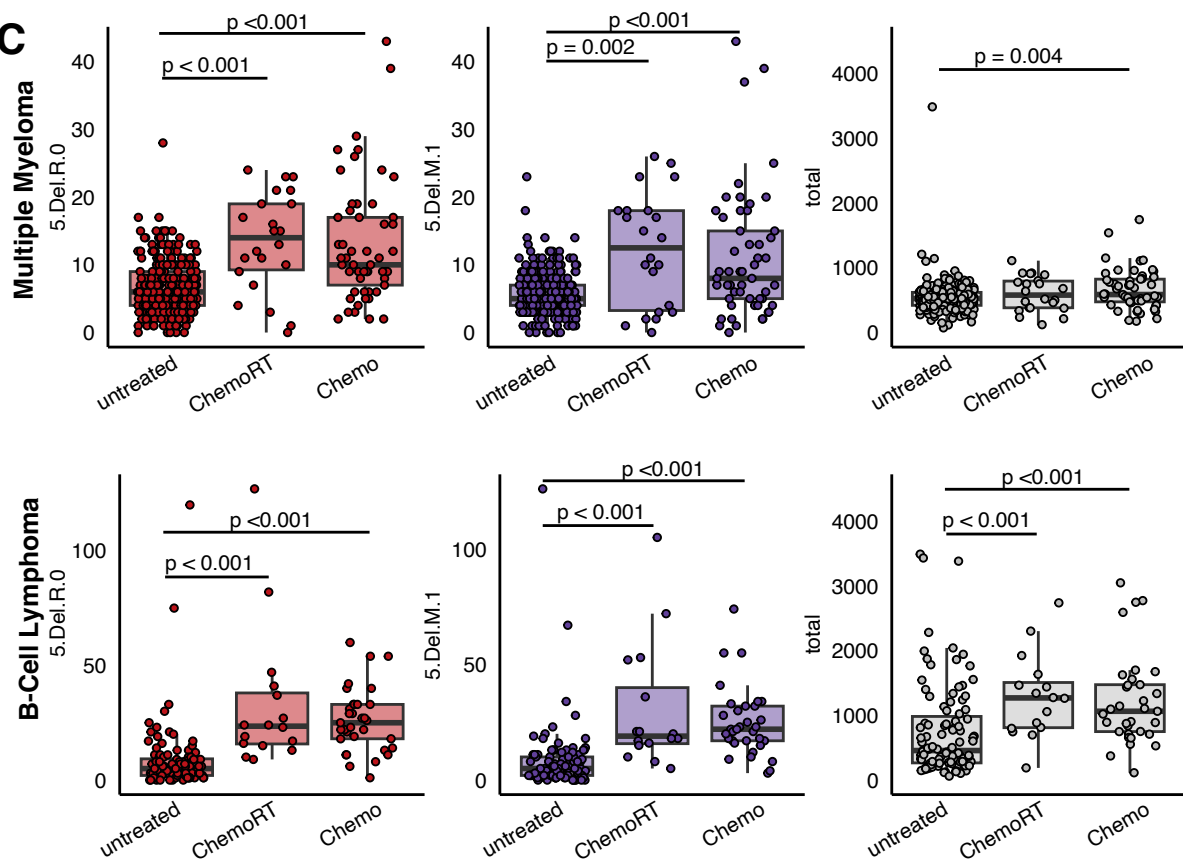 C
Multiple Myeloma
5.Del.R.0
40
30
20
10
0
p <0.001
p < 0.001
untreated
ChemoRT
Chemo
5.Del.M.1
40
30
20
10
0
p <0.001
p = 0.002
untreated
ChemoRT
Chemo
total
4000
3000
2000
1000
0
p = 0.004
untreated
ChemoRT
Chemo
B-Cell Lymphoma
5.Del.R.0
100
50
0
p <0.001
p < 0.001
untreated
ChemoRT
Chemo
5.Del.M.1
100
50
0
p <0.001
p < 0.001
untreated
ChemoRT
Chemo
total
4000
3000
2000
1000
0
p <0.001
p < 0.001
untreated
ChemoRT
Chemo